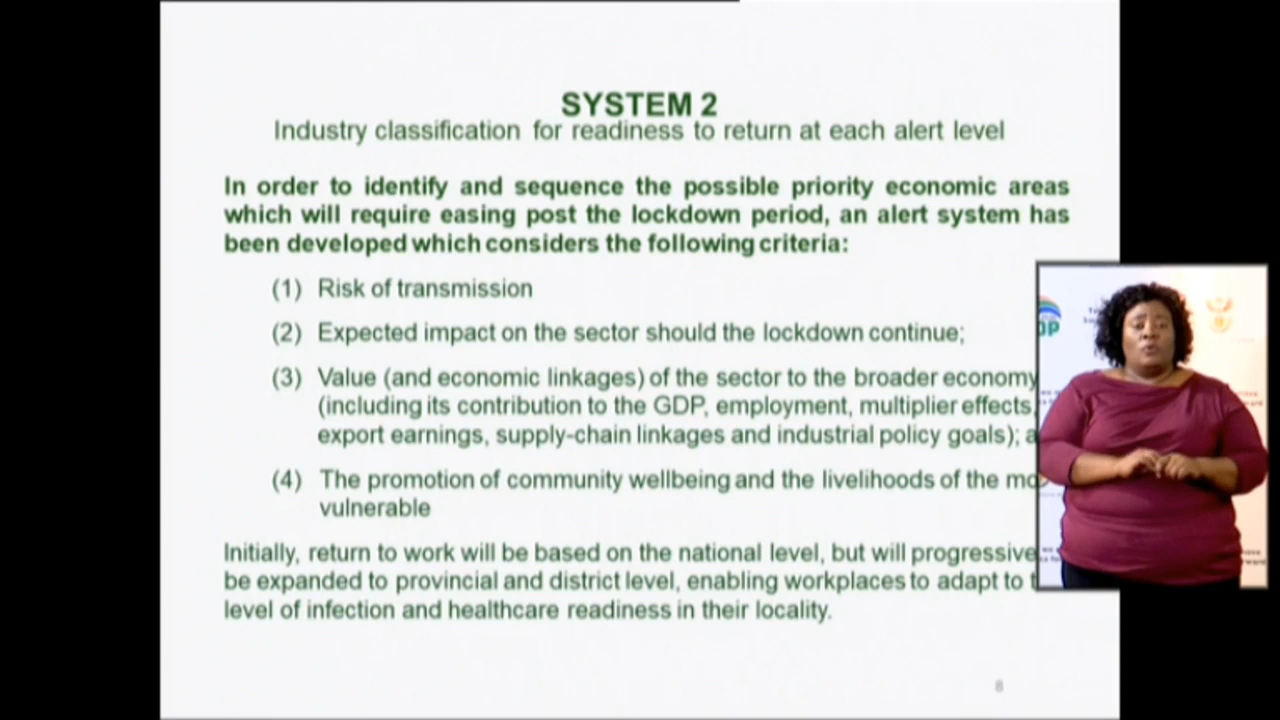 SYSTEM 2
Industry classification for readiness to return at each alert level
In order to identify and sequence the possible priority economic areas
which will require easing post the lockdown period, an alert system has
been developed which considers the following criteria:
(1) Risk of transmission
(2) Expected impact on the sector should the lockdown continue;
(3) Value (and economic linkages) of the sector to the broader economy
(including its contribution to the GDP, employment, multiplier effects,
export earnings, supply-chain linkages and industrial policy goals);
(4) The promotion of community wellbeing and the livelihoods of the
vulnerable
Initially, return to work will be based on the national level, but will
be expanded to provincial and district level, enabling workplaces to adapt to
level of infection and healthcare readiness in their locality.
8